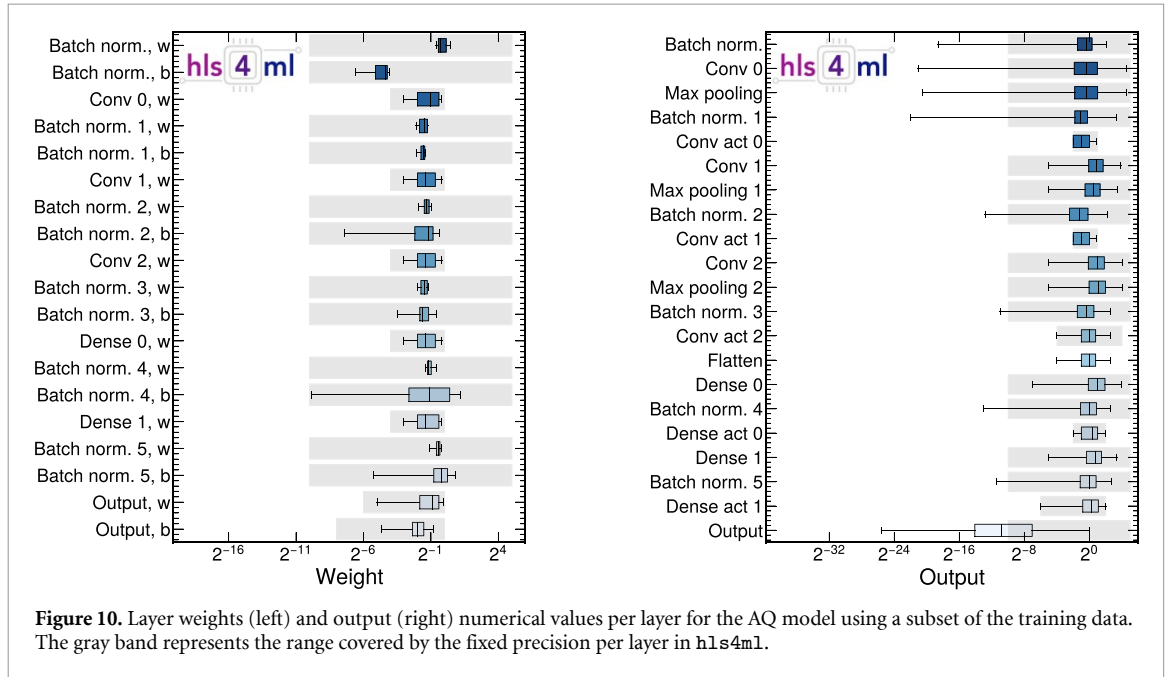 hls 4 ml
Batch norm., w
Batch norm., b
Conv 0, w
Batch norm. 1, w
Batch norm. 1, b
Conv 1, w
Batch norm. 2, w
Batch norm. 2, b
Conv 2, w
Batch norm. 3, w
Batch norm. 3, b
Dense 0, w
Batch norm. 4, w
Batch norm. 4, b
Dense 1, w
Batch norm. 5, w
Batch norm. 5, b
Output, w
Output, b
2⁻¹⁶ 2⁻¹¹ 2⁻⁶ 2⁻¹ 2⁴
Weight
hls 4 ml
Batch norm.
Conv 0
Max pooling
Batch norm. 1
Conv act 0
Conv 1
Max pooling 1
Batch norm. 2
Conv act 1
Conv 2
Max pooling 2
Batch norm. 3
Conv act 2
Flatten
Dense 0
Batch norm. 4
Dense act 0
Dense 1
Batch norm. 5
Dense act 1
Output
2⁻³² 2⁻²⁴ 2⁻¹⁶ 2⁻⁸ 2⁰
Output
Figure 10. Layer weights (left) and output (right) numerical values per layer for the AQ model using a subset of the training data.
The gray band represents the range covered by the fixed precision per layer in hls4ml.